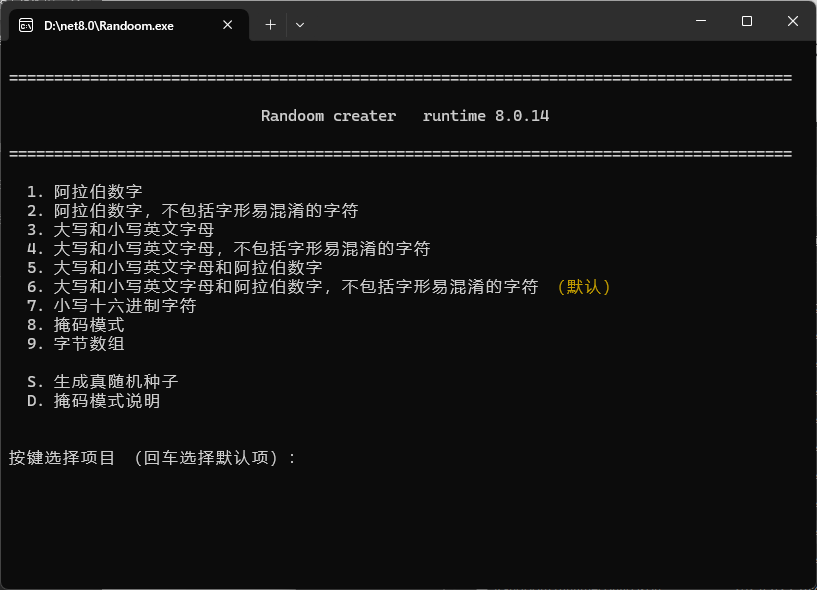 D:\net8.0\Randoom.exe
=======================================================================================
Randoom creater   runtime 8.0.14
=======================================================================================
1. 阿拉伯数字
2. 阿拉伯数字，不包括字形易混淆的字符
3. 大写和小写英文字母
4. 大写和小写英文字母，不包括字形易混淆的字符
5. 大写和小写英文字母和阿拉伯数字
6. 大写和小写英文字母和阿拉伯数字，不包括字形易混淆的字符 （默认）
7. 小写十六进制字符
8. 掩码模式
9. 字节数组
S. 生成真随机种子
D. 掩码模式说明
按键选择项目 （回车选择默认项）: